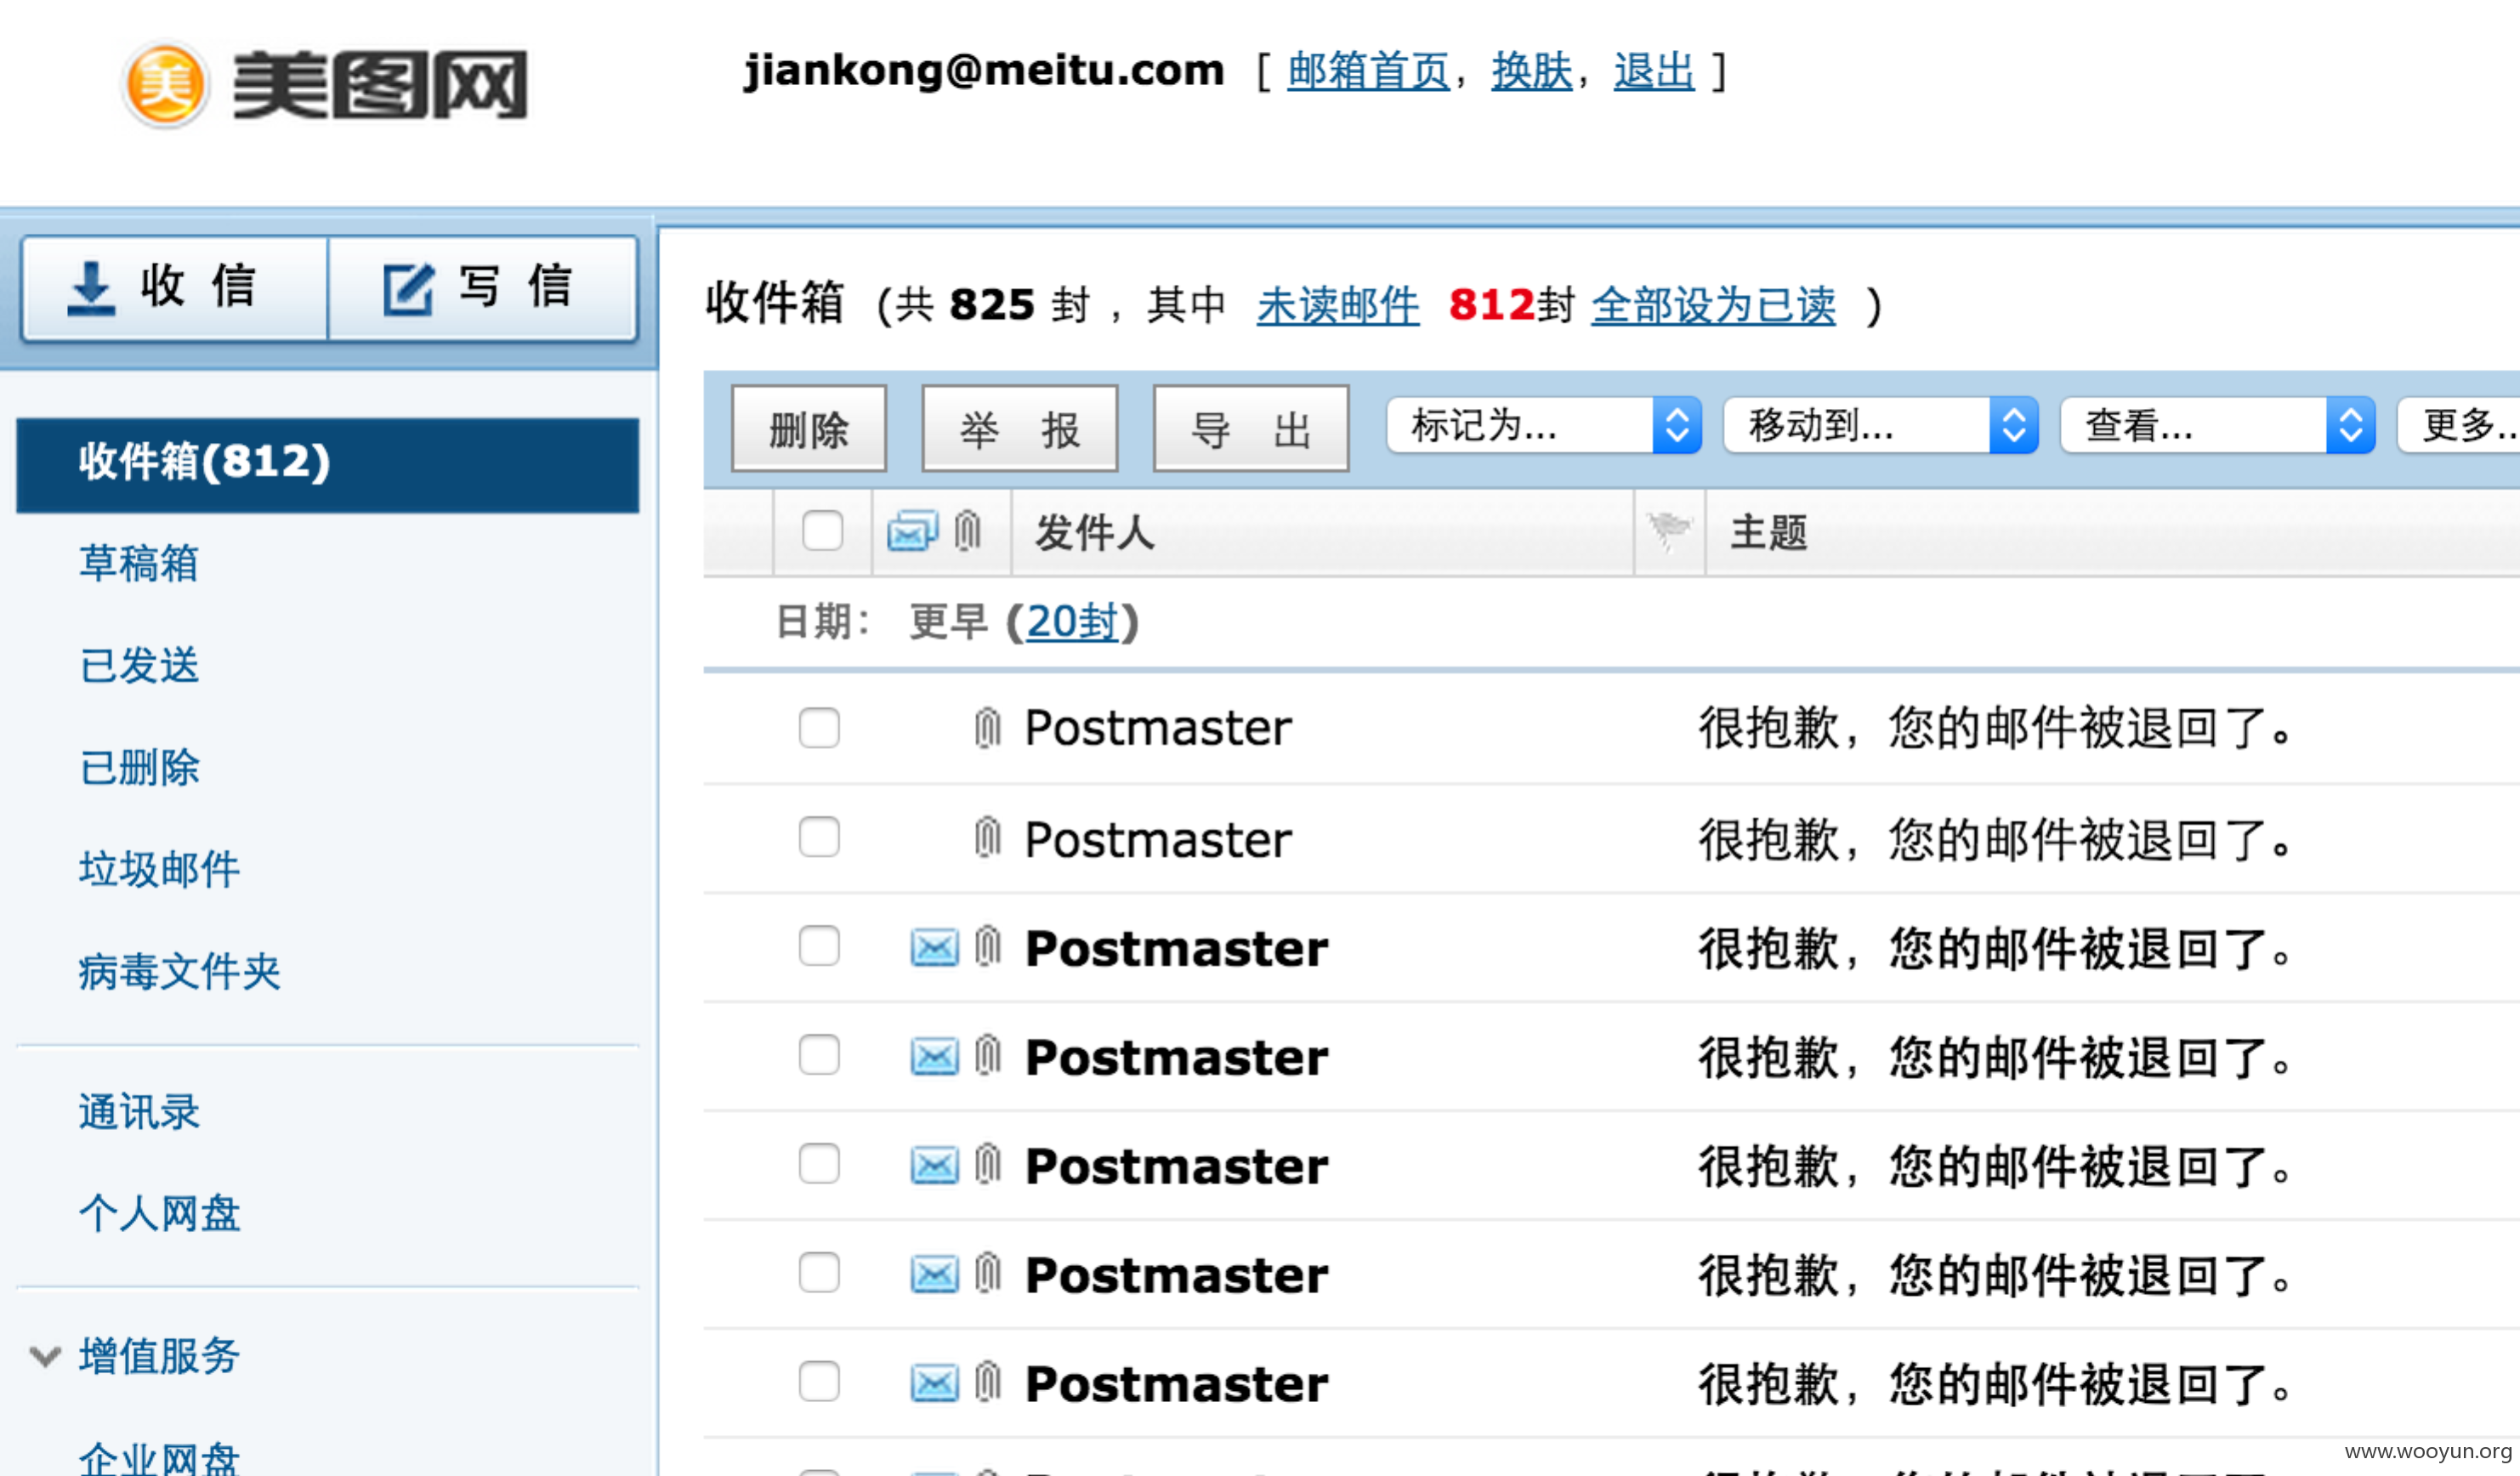 美 美图网
jiankong@meitu.com [ 邮箱首页, 换肤, 退出 ]
收 信 写 信
收件箱 (共 825 封 , 其中 未读邮件 812封 全部设为已读 )
删除 举 报 导 出 标记为... 移动到... 查看... 更多...
发件人 主题
日期: 更早 (20封)
收件箱(812)
草稿箱
已发送
已删除
垃圾邮件
病毒文件夹
通讯录
个人网盘
增值服务
企业网盘
Postmaster 很抱歉，您的邮件被退回了。
Postmaster 很抱歉，您的邮件被退回了。
Postmaster 很抱歉，您的邮件被退回了。
Postmaster 很抱歉，您的邮件被退回了。
Postmaster 很抱歉，您的邮件被退回了。
Postmaster 很抱歉，您的邮件被退回了。
Postmaster 很抱歉，您的邮件被退回了。
www.wooyun.org